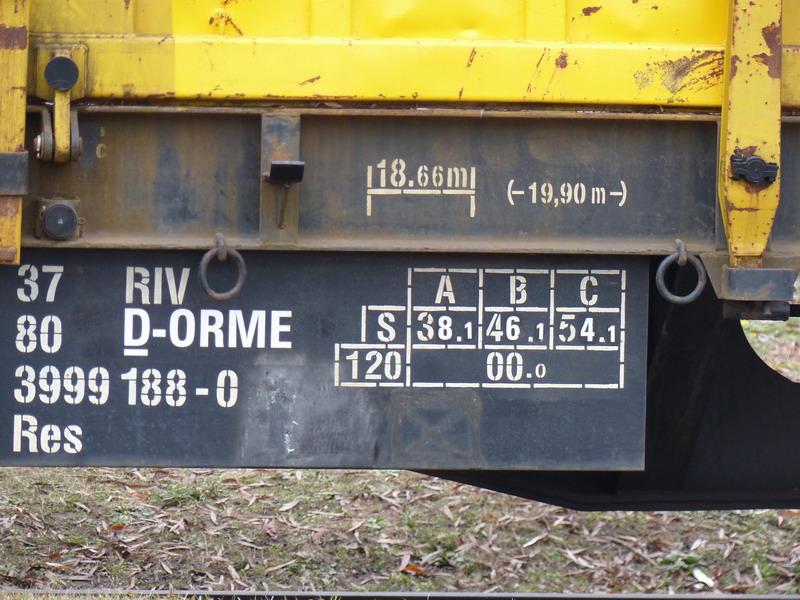 18.66m (-19,90m-)
37 RIV
80 D-ORME
3999 188-0
Res
A B C
S 38.1 46.1 54.1
120 00.0